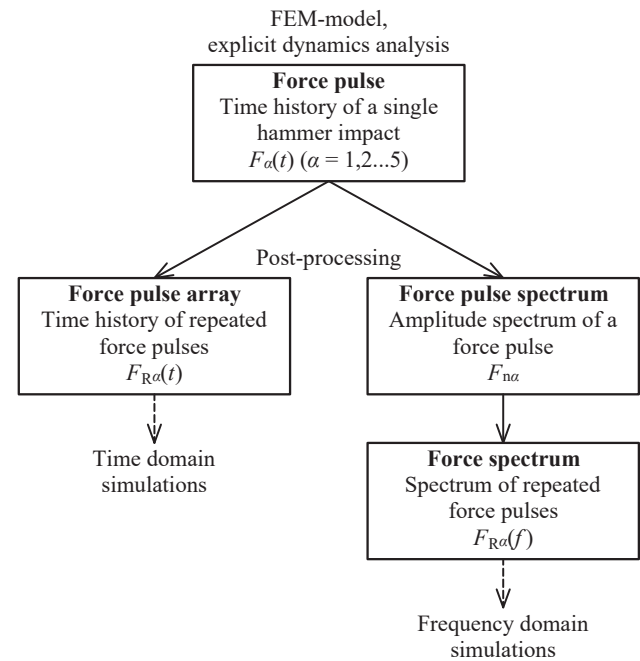 FEM-model,
explicit dynamics analysis
Force pulse
Time history of a single
hammer impact
Fα(t) (α = 1,2...5)
Post-processing
Force pulse array
Time history of repeated
force pulses
FRα(t)
Time domain
simulations
Force pulse spectrum
Amplitude spectrum of a
force pulse
Fnα
Force spectrum
Spectrum of repeated
force pulses
FRα(f)
Frequency domain
simulations